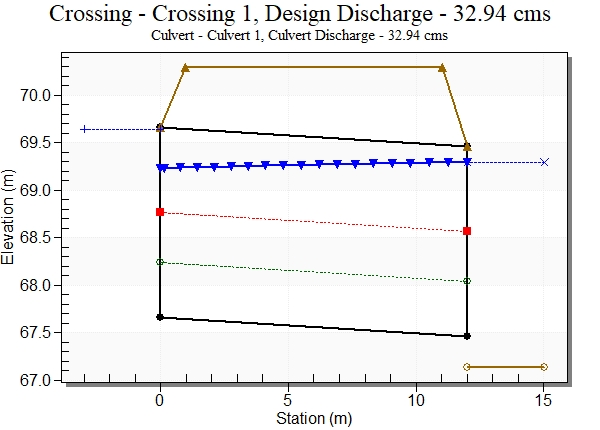 Crossing - Crossing 1, Design Discharge - 32.94 cms
Culvert - Culvert 1, Culvert Discharge - 32.94 cms
70.0
69.5
69.0
68.5
68.0
67.5
67.0
Elevation (m)
0 5 10 15
Station (m)